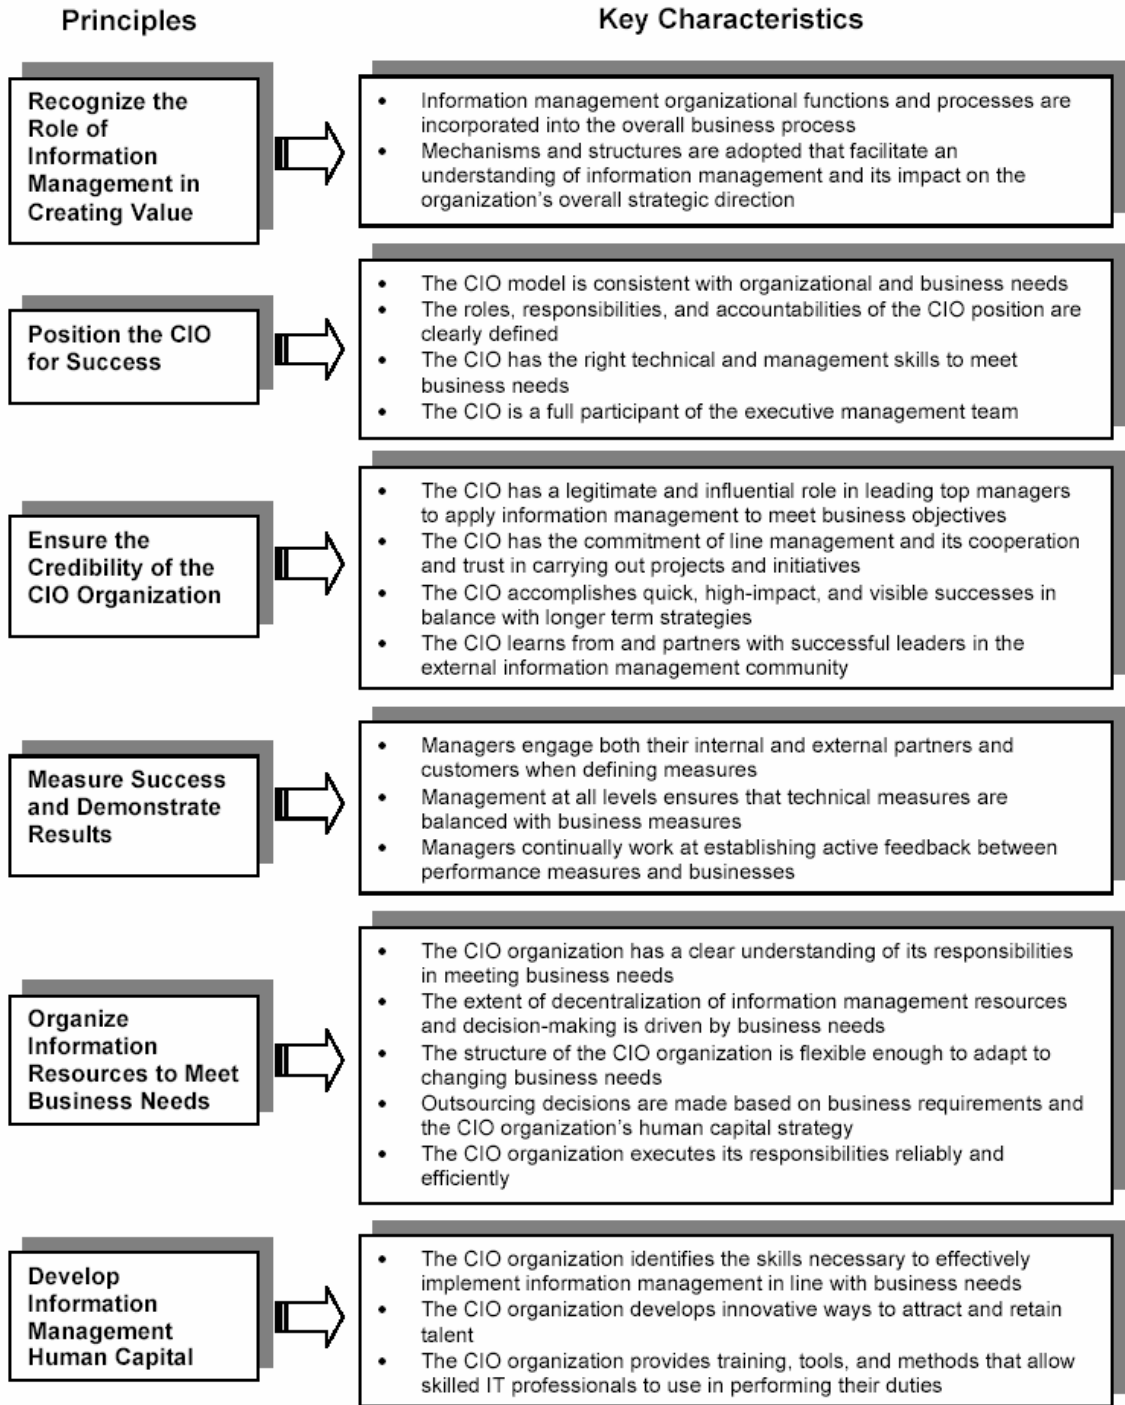 Principles
Key Characteristics
Recognize the
Role of
Information
Management in
Creating Value
• Information management organizational functions and processes are
incorporated into the overall business process
• Mechanisms and structures are adopted that facilitate an
understanding of information management and its impact on the
organization's overall strategic direction
Position the CIO
for Success
• The CIO model is consistent with organizational and business needs
• The roles, responsibilities, and accountabilities of the CIO position are
clearly defined
• The CIO has the right technical and management skills to meet
business needs
• The CIO is a full participant of the executive management team
Ensure the
Credibility of the
CIO Organization
• The CIO has a legitimate and influential role in leading top managers
to apply information management to meet business objectives
• The CIO has the commitment of line management and its cooperation
and trust in carrying out projects and initiatives
• The CIO accomplishes quick, high-impact, and visible successes in
balance with longer term strategies
• The CIO learns from and partners with successful leaders in the
external information management community
Measure Success
and Demonstrate
Results
• Managers engage both their internal and external partners and
customers when defining measures
• Management at all levels ensures that technical measures are
balanced with business measures
• Managers continually work at establishing active feedback between
performance measures and businesses
Organize
Information
Resources to Meet
Business Needs
• The CIO organization has a clear understanding of its responsibilities
in meeting business needs
• The extent of decentralization of information management resources
and decision-making is driven by business needs
• The structure of the CIO organization is flexible enough to adapt to
changing business needs
• Outsourcing decisions are made based on business requirements and
the CIO organization's human capital strategy
• The CIO organization executes its responsibilities reliably and
efficiently
Develop
Information
Management
Human Capital
• The CIO organization identifies the skills necessary to effectively
implement information management in line with business needs
• The CIO organization develops innovative ways to attract and retain
talent
• The CIO organization provides training, tools, and methods that allow
skilled IT professionals to use in performing their duties